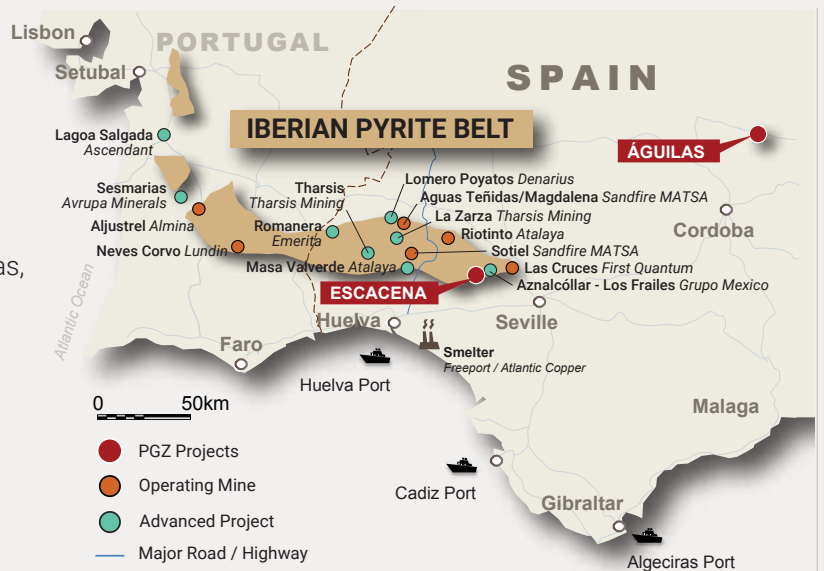 Lisbon
PORTUGAL
Setubal
SPAIN
IBERIAN PYRITE BELT
ÁGUILAS
Lagoa Salgada
Ascendant
Lomero Poyatos Denarius
Sesmarias
Avrupa Minerals
Tharsis
Tharsis Mining
Aguas Teñidas/Magdalena Sandfire MATSA
La Zarza Tharsis Mining
Cordoba
Aljustrel Almina
Romanera
Emerita
Riotinto Atalaya
Neves Corvo Lundin
Sotiel Sandfire MATSA
as,
Masa Valverde Atalaya
Las Cruces First Quantum
ESCACENA
Aznalcóllar - Los Frailes Grupo Mexico
Atlantic Ocean
Huelva
Seville
Faro
Smelter
Freeport / Atlantic Copper
Huelva Port
0 50km
Malaga
PGZ Projects
Operating Mine
Cadiz Port
Gibraltar
Advanced Project
Major Road / Highway
Algeciras Port